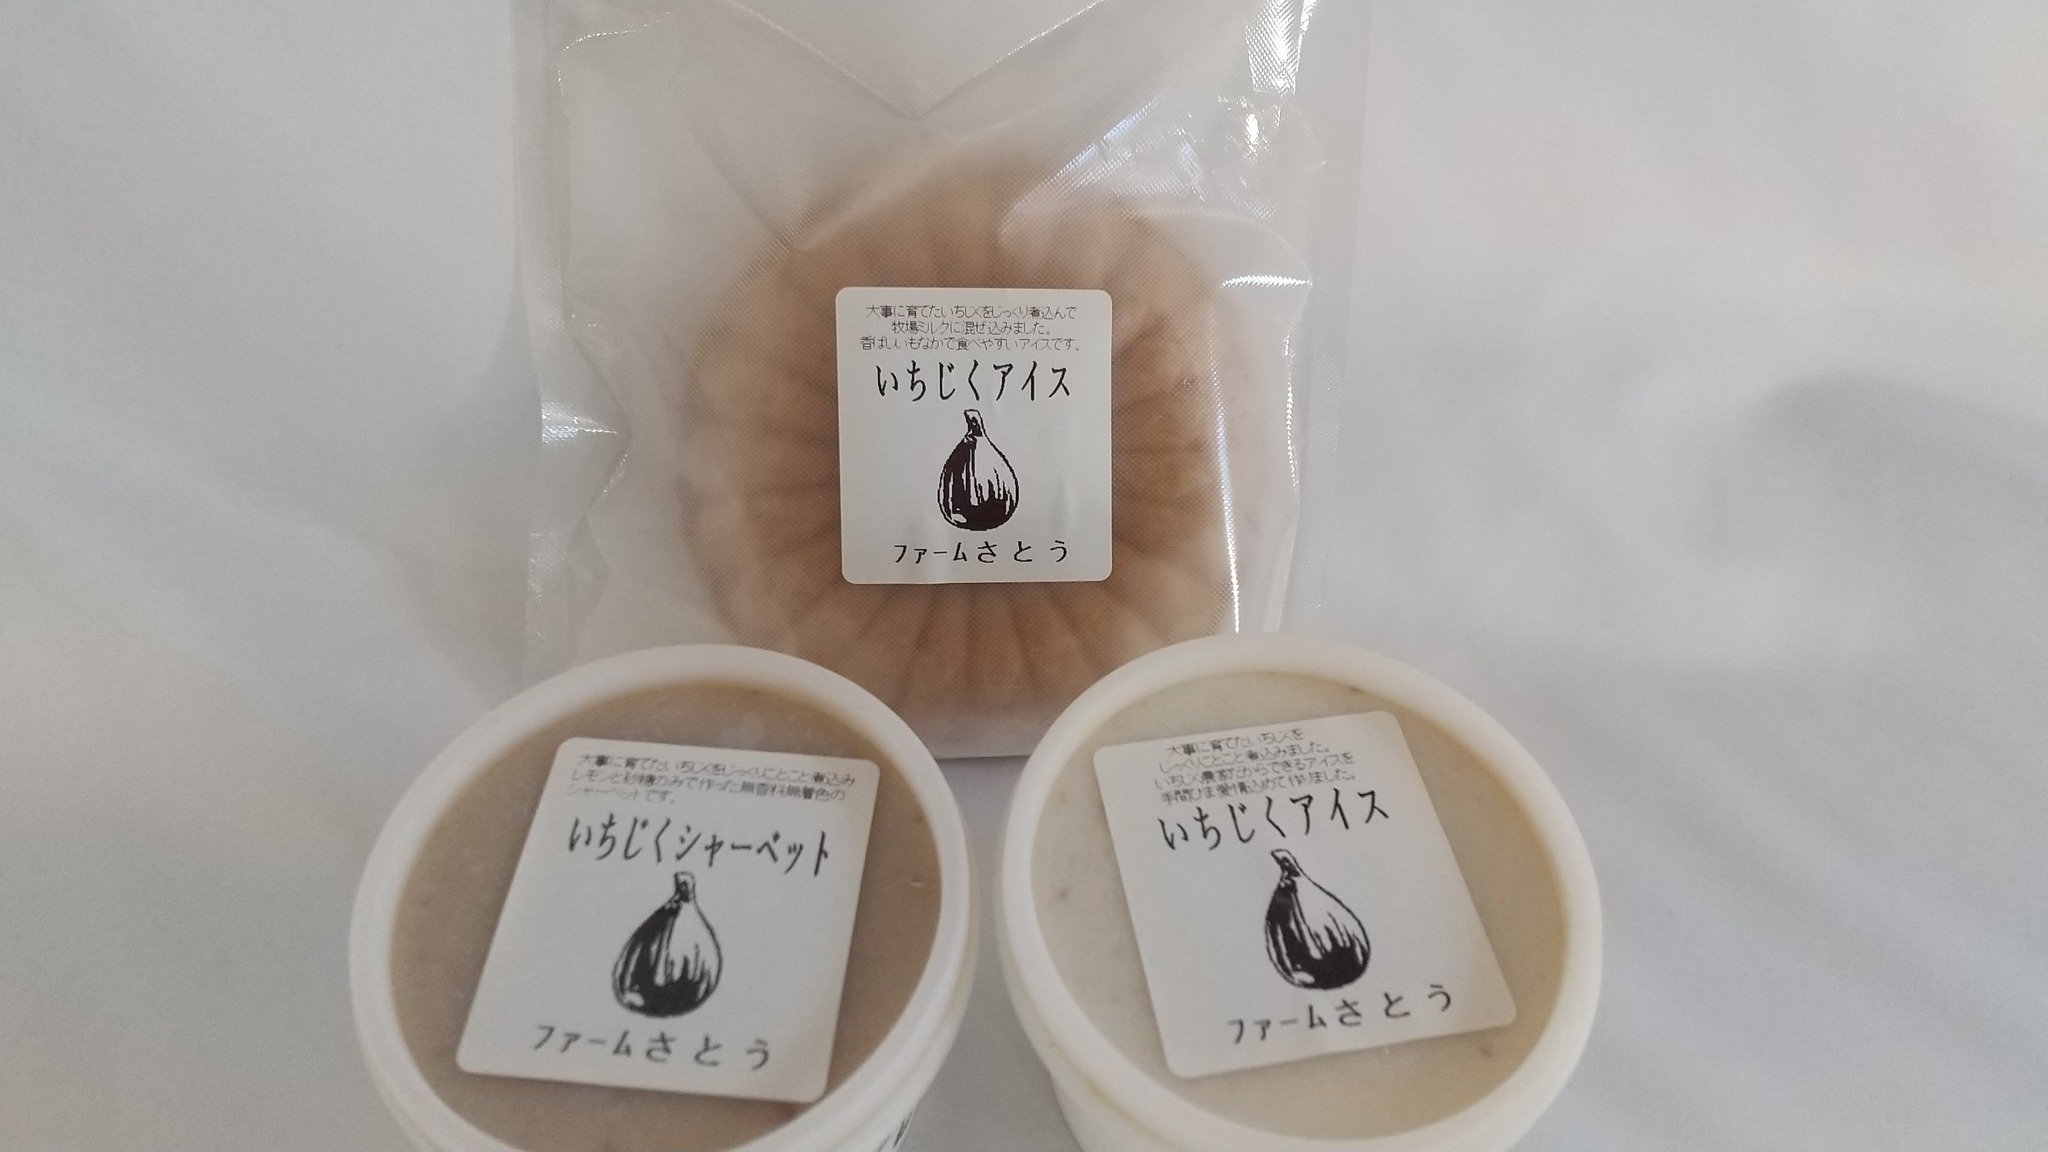 大事に育てたいちじくをじっくり煮込んで
牧場ミルクに混ぜ込みました。
香ばしいもなかで食べやすいアイスです。
いちじくアイス
ファームさとう
大事に育てたいちじくをじっくりことこと煮込み
レモンと砂糖のみで作った無香料無着色の
シャーベットです。
いちじくシャーベット
ファームさとう
大事に育てたいちじくを
じっくりことこと煮込みました。
いちじく農家だからできるアイスを
手間ひま愛情込めて作りました。
いちじくアイス
ファームさとう